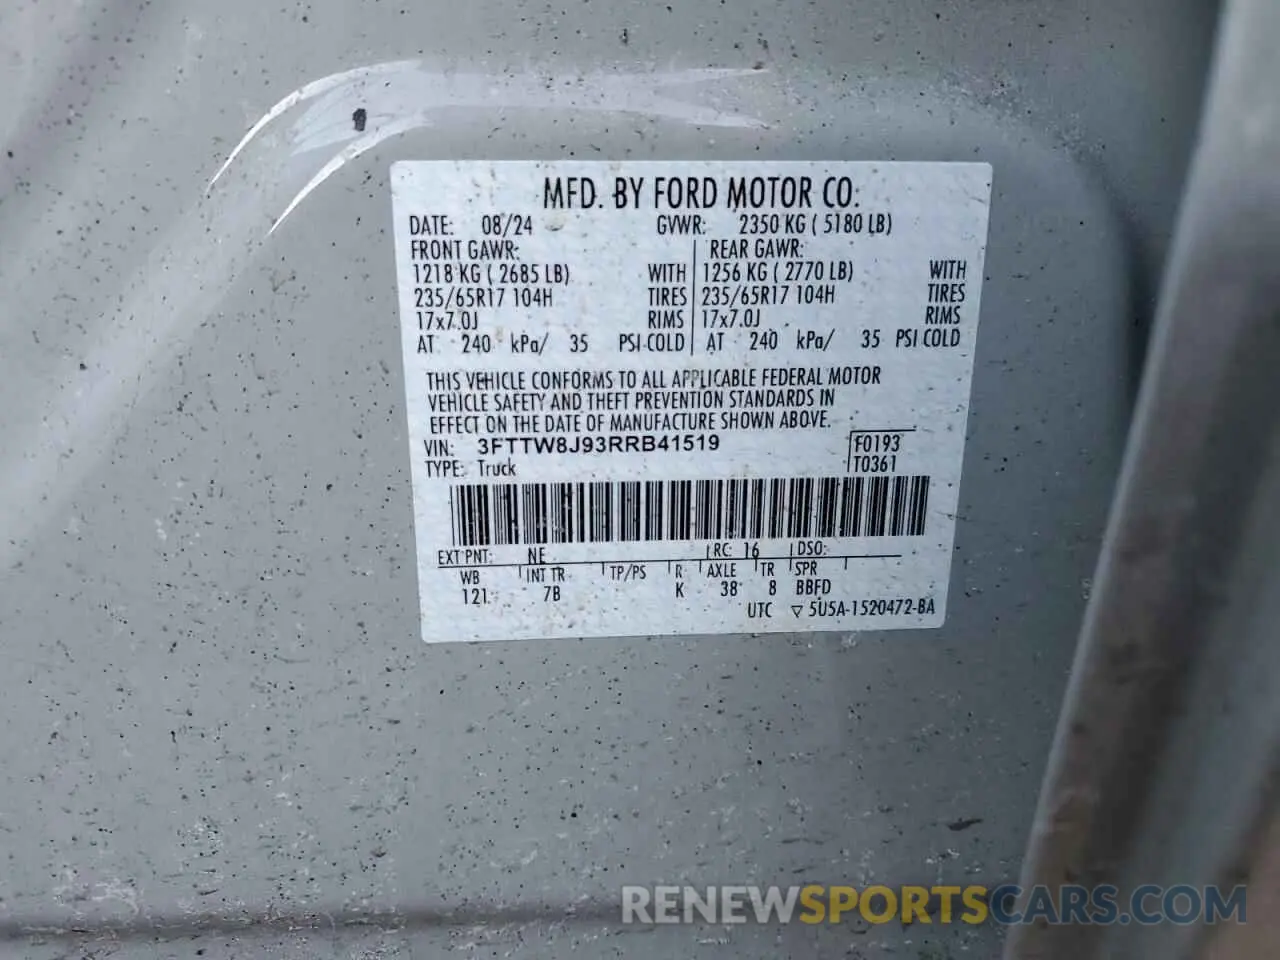 MFD. BY FORD MOTOR CO.
DATE: 08/24 GVWR: 2350 KG ( 5180 LB)
FRONT GAWR: REAR GAWR:
1218 KG ( 2685 LB) WITH 1256 KG ( 2770 LB) WITH
235/65R17 104H TIRES 235/65R17 104H TIRES
17x7.0J RIMS 17x7.0J RIMS
AT 240 kPa/ 35 PSI COLD AT 240 kPa/ 35 PSI COLD
THIS VEHICLE CONFORMS TO ALL APPLICABLE FEDERAL MOTOR
VEHICLE SAFETY AND THEFT PREVENTION STANDARDS IN
EFFECT ON THE DATE OF MANUFACTURE SHOWN ABOVE.
VIN: 3FTTW8J93RRB41519 F0193
TYPE: Truck T0361
EXT PNT: NE RC: 16 DSO:
WB INT TR TP/PS R AXLE TR SPR
121 7B K 38 8 BBFD
UTC ▽ 5U5A-1520472-BA
RENEWSPORTSCARS.COM